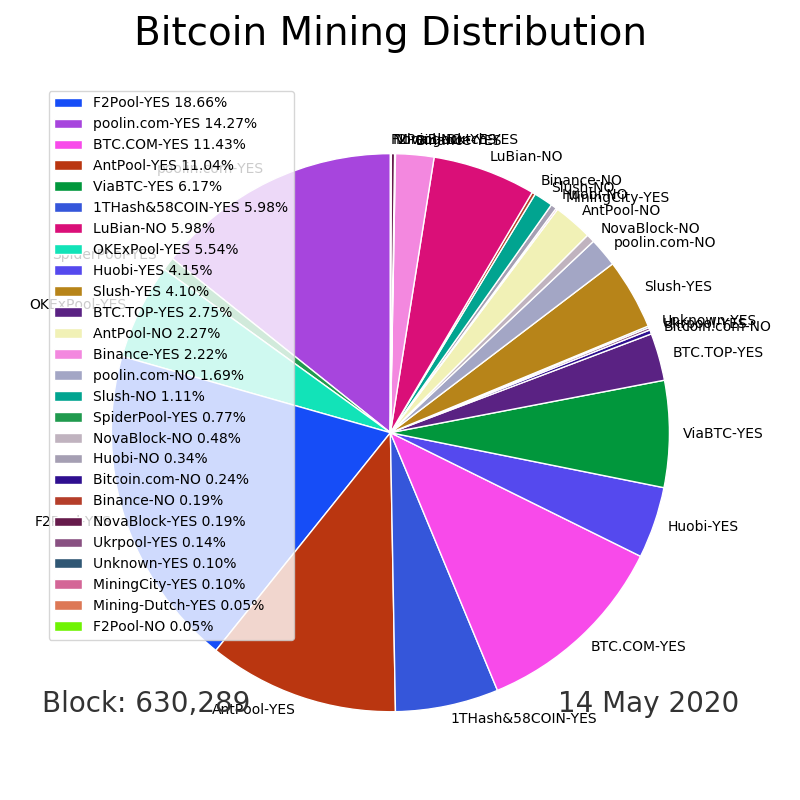 Bitcoin Mining Distribution
F2Pool-YES 18.66%
poolin.com-YES 14.27%
BTC.COM-YES 11.43%
AntPool-YES 11.04%
ViaBTC-YES 6.17%
1THash&58COIN-YES 5.98%
LuBian-NO 5.98%
OKExPool-YES 5.54%
Huobi-YES 4.15%
Slush-YES 4.10%
BTC.TOP-YES 2.75%
AntPool-NO 2.27%
Binance-YES 2.22%
poolin.com-NO 1.69%
Slush-NO 1.11%
SpiderPool-YES 0.77%
NovaBlock-NO 0.48%
Huobi-NO 0.34%
Bitcoin.com-NO 0.24%
Binance-NO 0.19%
NovaBlock-YES 0.19%
Ukrpool-YES 0.14%
Unknown-YES 0.10%
MiningCity-YES 0.10%
Mining-Dutch-YES 0.05%
F2Pool-NO 0.05%
poolin.com-YES
SpiderPool-YES
OKExPool-YES
AntPool-YES
1THash&58COIN-YES
BTC.COM-YES
Huobi-YES
ViaBTC-YES
BTC.TOP-YES
Bitcoin.com-NO
Unknown-YES
Slush-YES
poolin.com-NO
NovaBlock-NO
AntPool-NO
MiningCity-YES
Huobi-NO
Slush-NO
Binance-NO
LuBian-NO
Binance-YES
Block: 630,289
14 May 2020